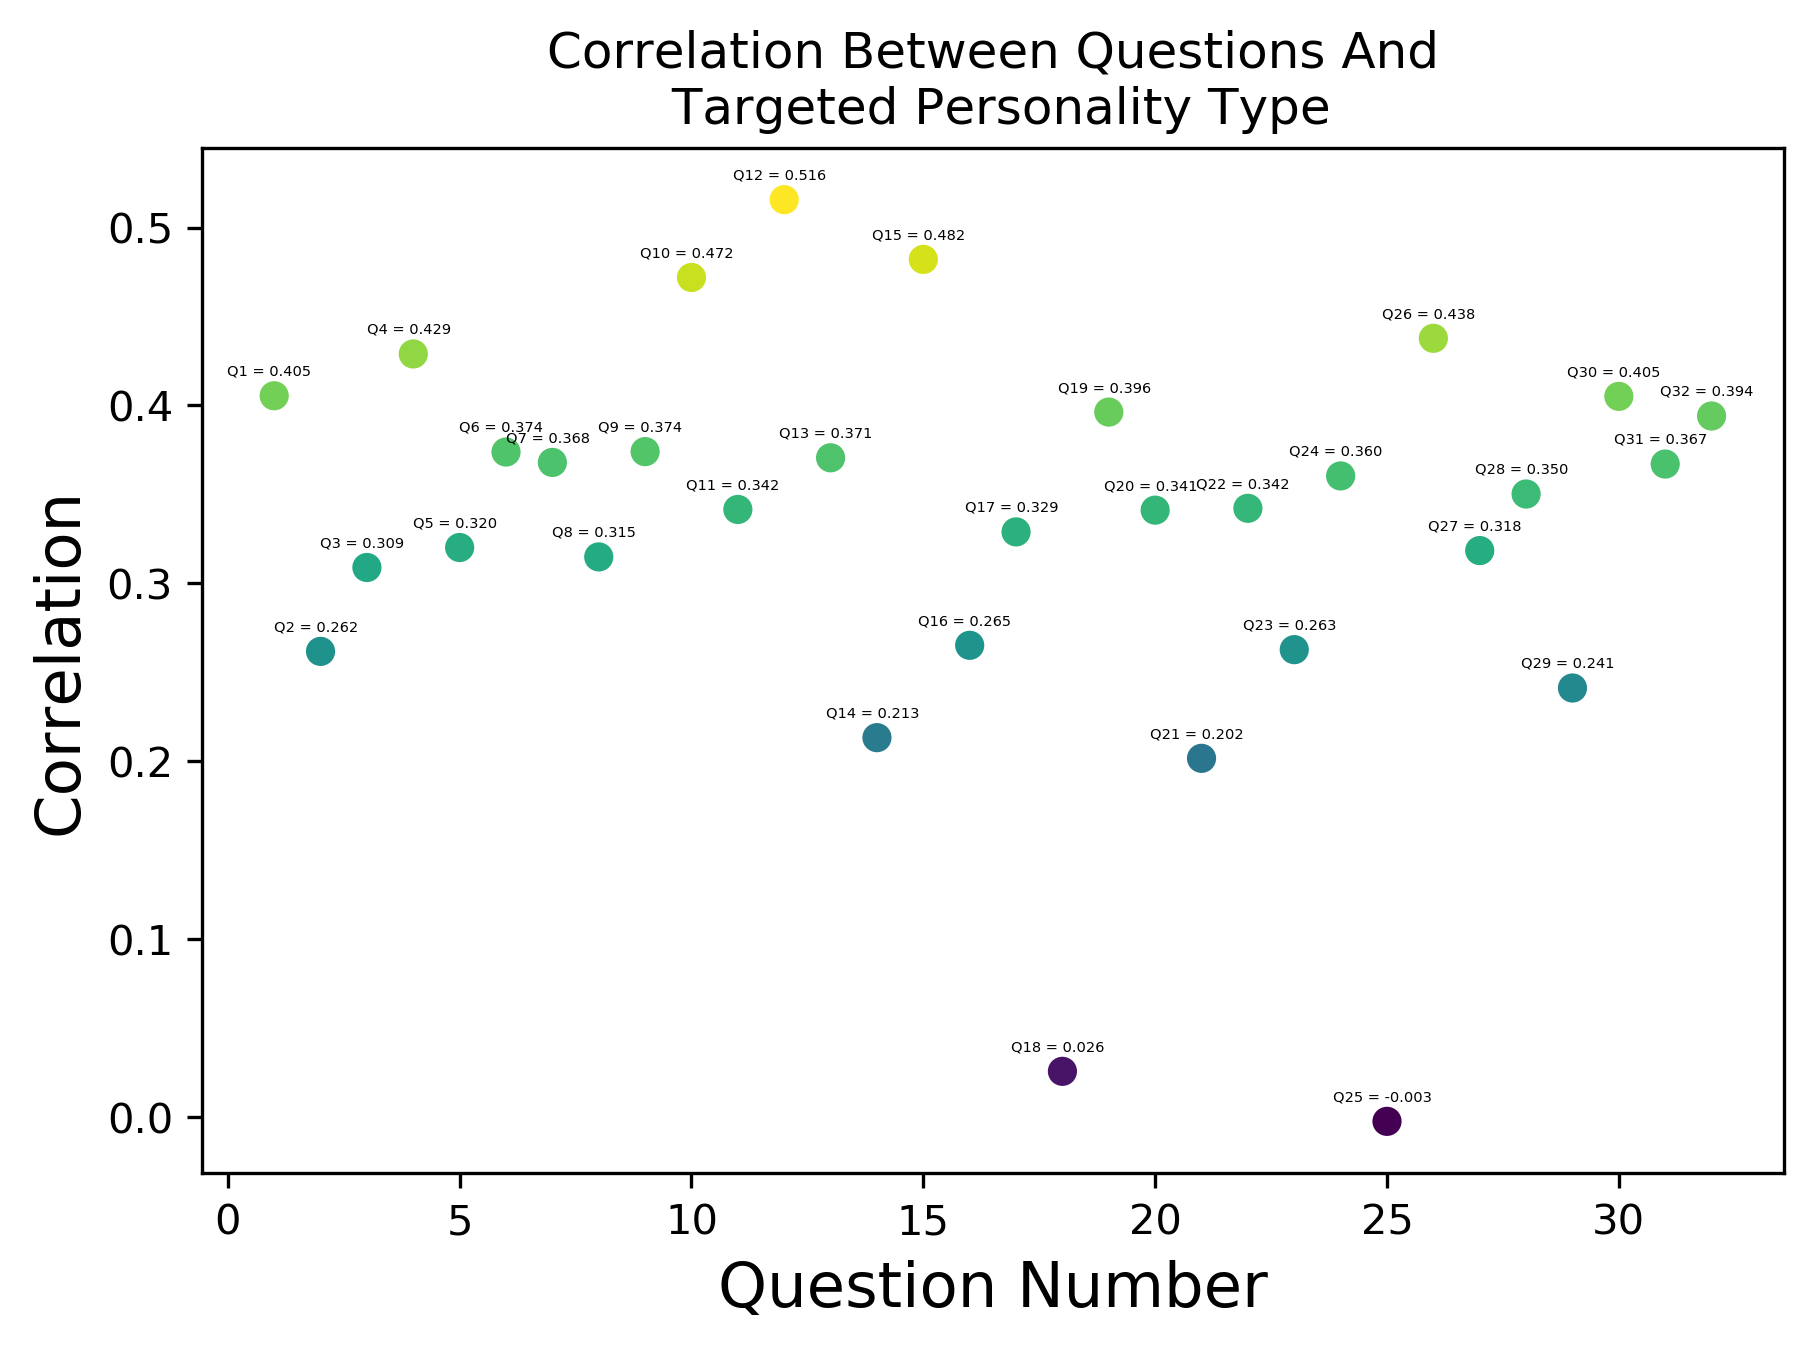 Correlation Between Questions And
Targeted Personality Type
Correlation
0.5
0.4
0.3
0.2
0.1
0.0
Q1 = 0.405
Q2 = 0.262
Q3 = 0.309
Q4 = 0.429
Q5 = 0.320
Q6 = 0.374
Q7 = 0.368
Q8 = 0.315
Q9 = 0.374
Q10 = 0.472
Q11 = 0.342
Q12 = 0.516
Q13 = 0.371
Q14 = 0.213
Q15 = 0.482
Q16 = 0.265
Q17 = 0.329
Q18 = 0.026
Q19 = 0.396
Q20 = 0.341
Q21 = 0.202
Q22 = 0.342
Q23 = 0.263
Q24 = 0.360
Q25 = -0.003
Q26 = 0.438
Q27 = 0.318
Q28 = 0.350
Q29 = 0.241
Q30 = 0.405
Q31 = 0.367
Q32 = 0.394
0 5 10 15 20 25 30
Question Number